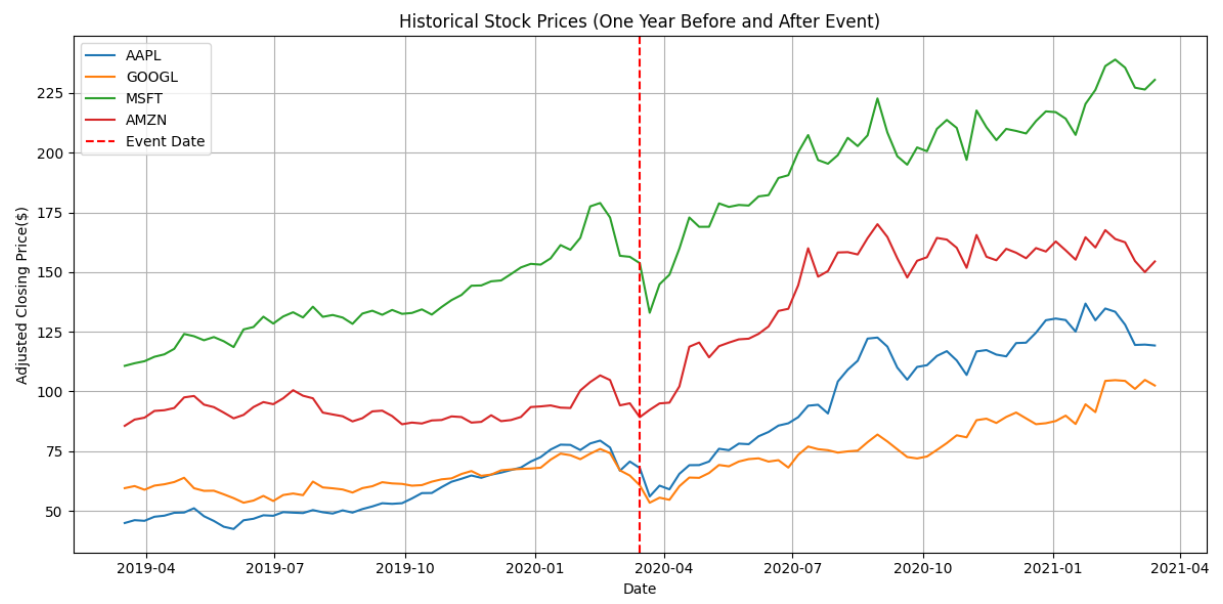 Historical Stock Prices (One Year Before and After Event)
AAPL
GOOGL
MSFT
AMZN
Event Date
Adjusted Closing Price($)
225
200
175
150
125
100
75
50
2019-04
2019-07
2019-10
2020-01
2020-04
2020-07
2020-10
2021-01
2021-04
Date